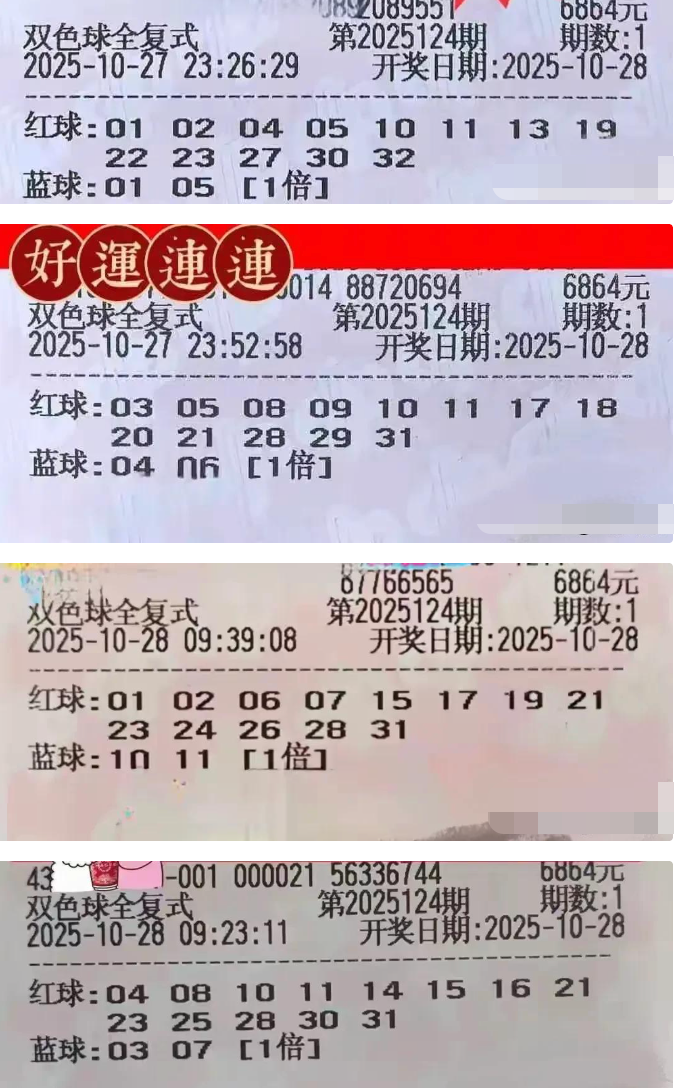 2089551 6864元
双色球全复式 第2025124期 期数:1
2025-10-27 23:26:29 开奖日期:2025-10-28
红球:01 02 04 05 10 11 13 19
22 23 27 30 32
蓝球:01 05 [1倍]
好運連連
0014 88720694 6864元
双色球全复式 第2025124期 期数:1
2025-10-27 23:52:58 开奖日期:2025-10-28
红球:03 05 08 09 10 11 17 18
20 21 28 29 31
蓝球:04 06 [1倍]
87766565 6864元
双色球全复式 第2025124期 期数:1
2025-10-28 09:39:08 开奖日期:2025-10-28
红球:01 02 06 07 15 17 19 21
23 24 26 28 31
蓝球:10 11 [1倍]
43 -001 000021 56336744 6864元
双色球全复式 第2025124期 期数:1
2025-10-28 09:23:11 开奖日期:2025-10-28
红球:04 08 10 11 14 15 16 21
23 25 28 30 31
蓝球:03 07 [1倍]